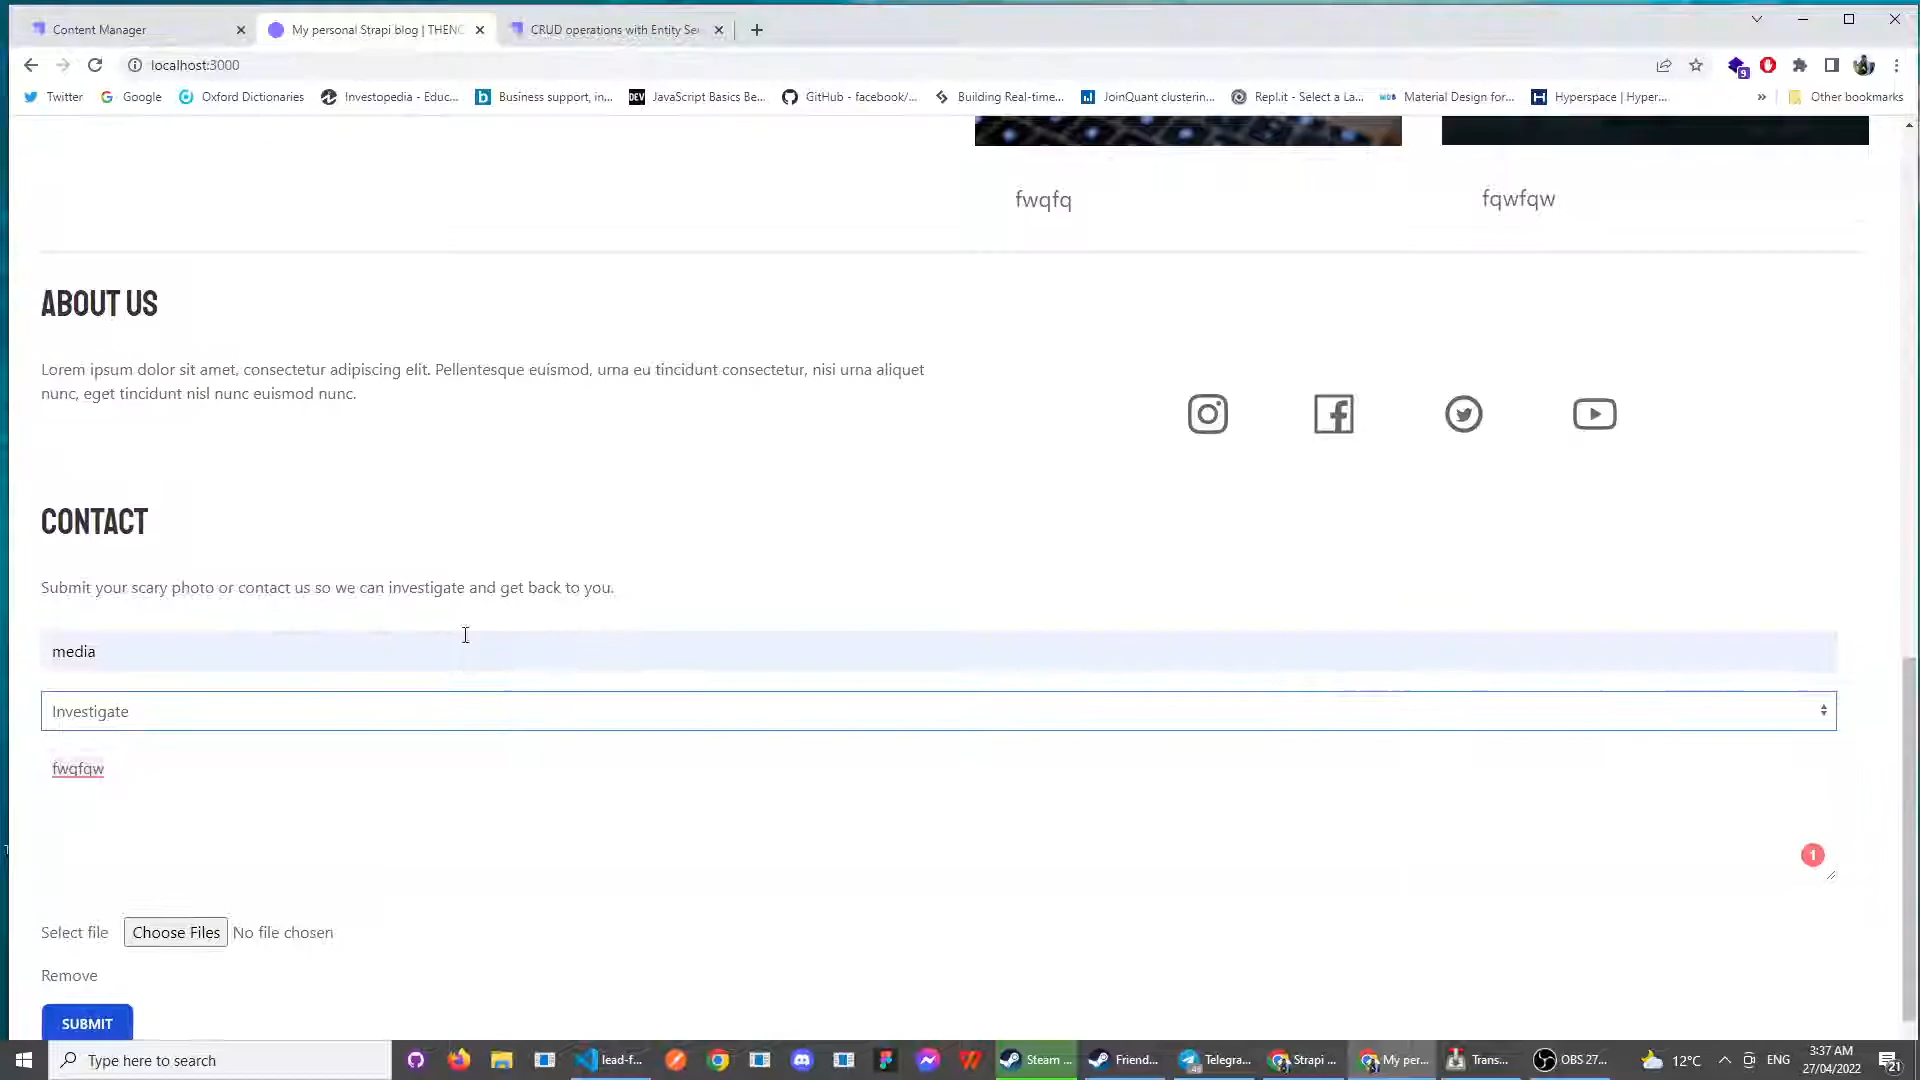 Content Manager
My personal Strapi blog | THENC
CRUD operations with Entity Se
localhost:3000
9
Twitter
Google
Oxford Dictionaries
Investopedia - Educ...
Business support, in...
DEV
JavaScript Basics Be...
GitHub - facebook/...
Building Real-time...
JoinQuant clusterin...
Repl.it - Select a La...
Material Design for...
Hyperspace | Hyper...
»
Other bookmarks
fwqfq
fqwfqw
ABOUT US
Lorem ipsum dolor sit amet, consectetur adipiscing elit. Pellentesque euismod, urna eu tincidunt consectetur, nisi urna aliquet
nunc, eget tincidunt nisl nunc euismod nunc.
CONTACT
Submit your scary photo or contact us so we can investigate and get back to you.
media
Investigate
fwqfqw
1
Select file
Choose Files
No file chosen
Remove
SUBMIT
Type here to search
lead-f...
Steam ...
Friend...
Telegra...
Strapi ...
My per...
Trans...
OBS 27...
12°C
ENG
3:37 AM
27/04/2022
21